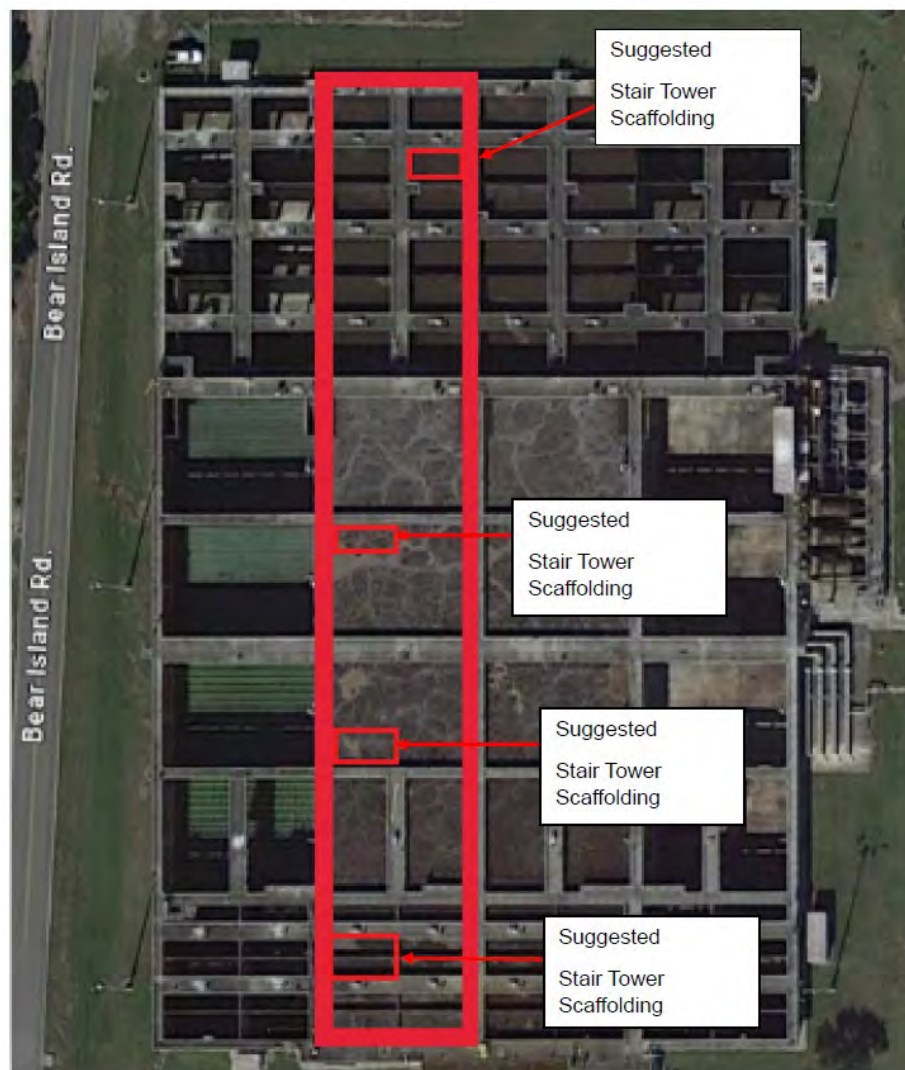 Suggested
Stair Tower
Scaffolding
Bear Island Rd.
Suggested
Stair Tower
Scaffolding
Bear Island Rd.
Suggested
Stair Tower
Scaffolding
Suggested
Stair Tower
Scaffolding